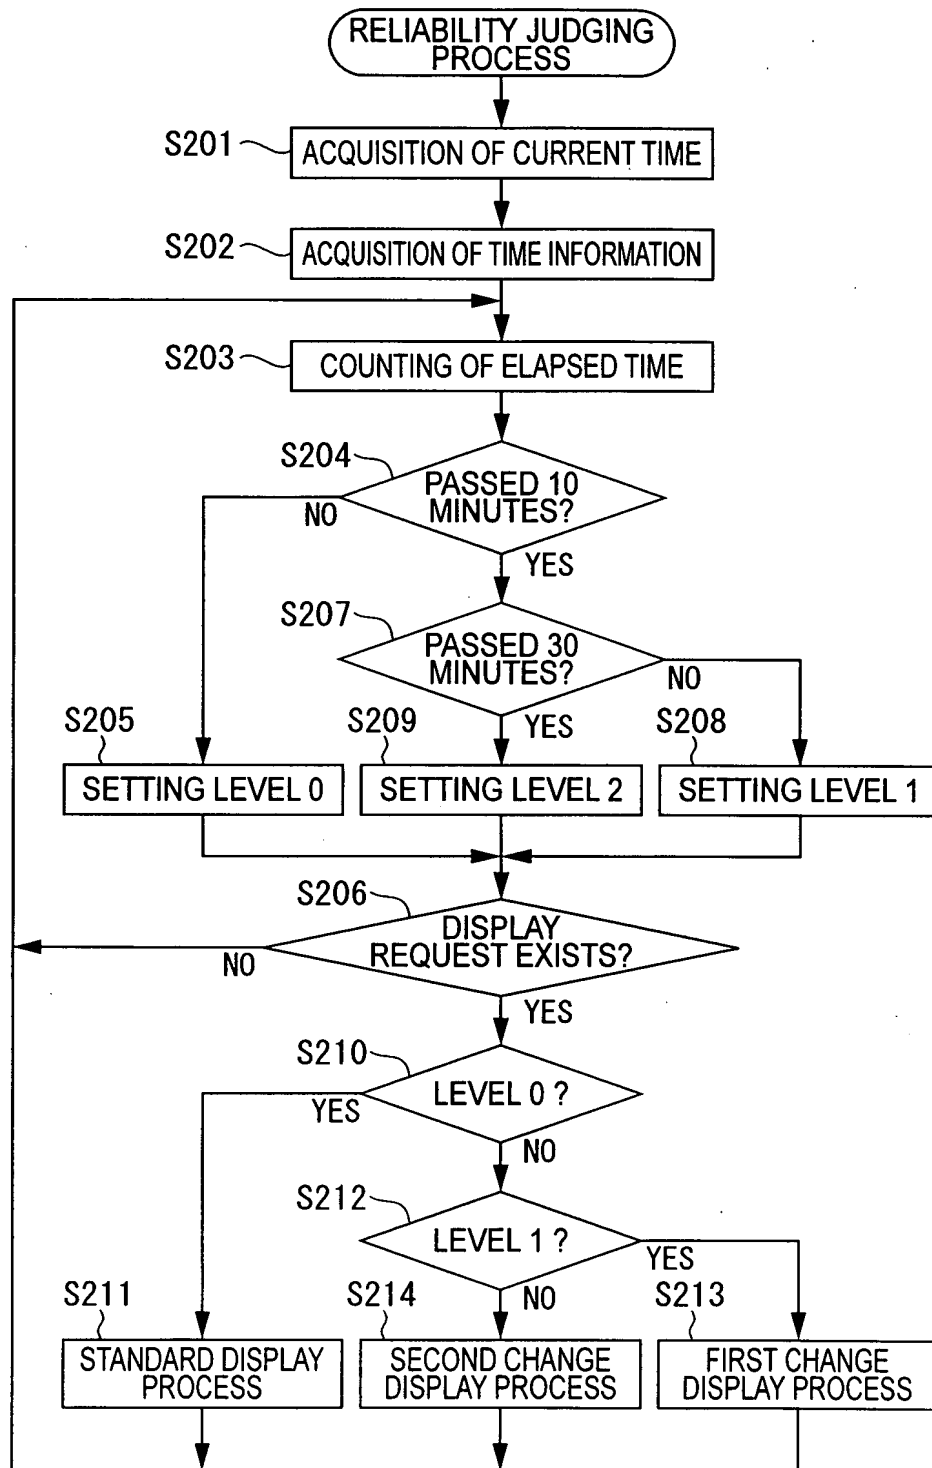 RELIABILITY JUDGING
PROCESS
S201
ACQUISITION OF CURRENT TIME
S202
ACQUISITION OF TIME INFORMATION
S203
COUNTING OF ELAPSED TIME
S204
PASSED 10
MINUTES?
NO
YES
S207
PASSED 30
MINUTES?
NO
YES
S205
S209
S208
SETTING LEVEL 0
SETTING LEVEL 2
SETTING LEVEL 1
S206
DISPLAY
REQUEST EXISTS?
NO
YES
S210
LEVEL 0 ?
YES
NO
S212
LEVEL 1 ?
YES
NO
S211
S214
S213
STANDARD DISPLAY
PROCESS
SECOND CHANGE
DISPLAY PROCESS
FIRST CHANGE
DISPLAY PROCESS